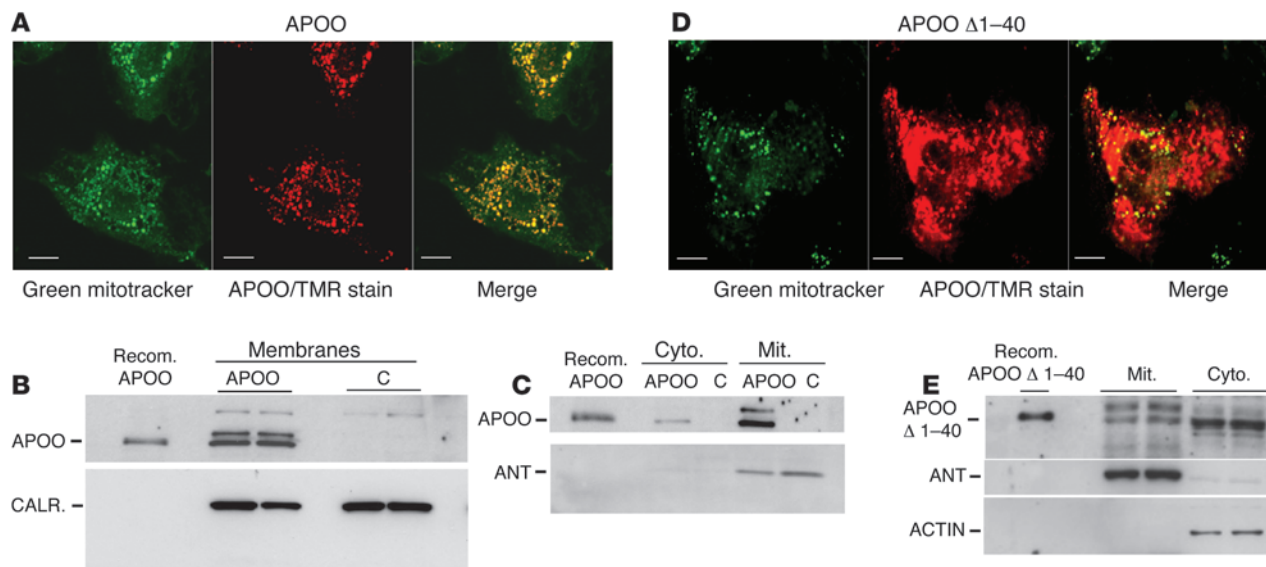 A
APOO
Green mitotracker
APOO/TMR stain
Merge
D
APOO Δ1–40
Green mitotracker
APOO/TMR stain
Merge
B
Recom.
APOO
Membranes
APOO
C
APOO
CALR.
C
Recom.
APOO
Cyto.
Mit.
APOO C APOO C
APOO
ANT
E
Recom.
APOO Δ 1–40
Mit.
Cyto.
APOO
Δ 1–40
ANT
ACTIN